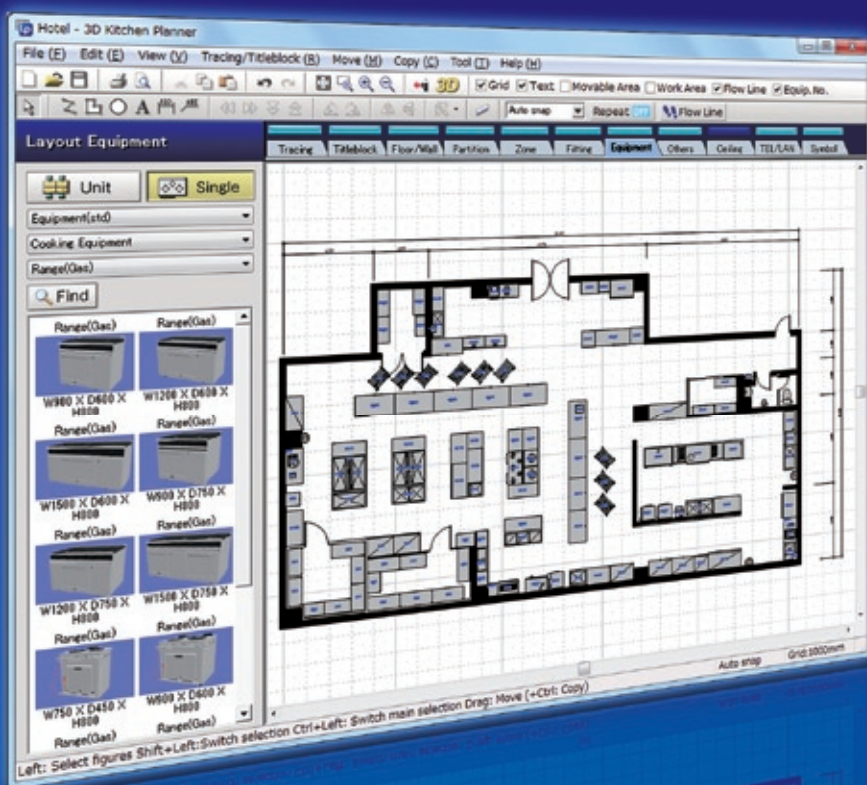 Hotel - 3D Kitchen Planner
File (F) Edit (E) View (V) Tracing/Titleblock (R) Move (M) Copy (C) Tool (T) Help (H)
3D Grid Text Movable Area Work Area Flow Line Equip. No.
A Auto snap Repeat Flow Line
Layout Equipment
Tracing Titleblock Floor/Wall Partition Zone Fitting Equipment Others Ceiling TEL/LAN Symbol
Unit Single
Equipment(std)
Cooking Equipment
Range(Gas)
Find
Range(Gas) Range(Gas)
W900 X D600 X H800 W1200 X D600 X H800
Range(Gas) Range(Gas)
W1500 X D600 X H800 W900 X D750 X H800
Range(Gas) Range(Gas)
W1200 X D750 X H800 W1500 X D750 X H800
Range(Gas) Range(Gas)
W750 X D450 X H800 W600 X D600 X H800
Range(Gas) Range(Gas)
Left: Select figures Shift+Left:Switch selection Ctrl+Left: Switch main selection Drag: Move (+Ctrl: Copy) Auto snap Grid:1000mm